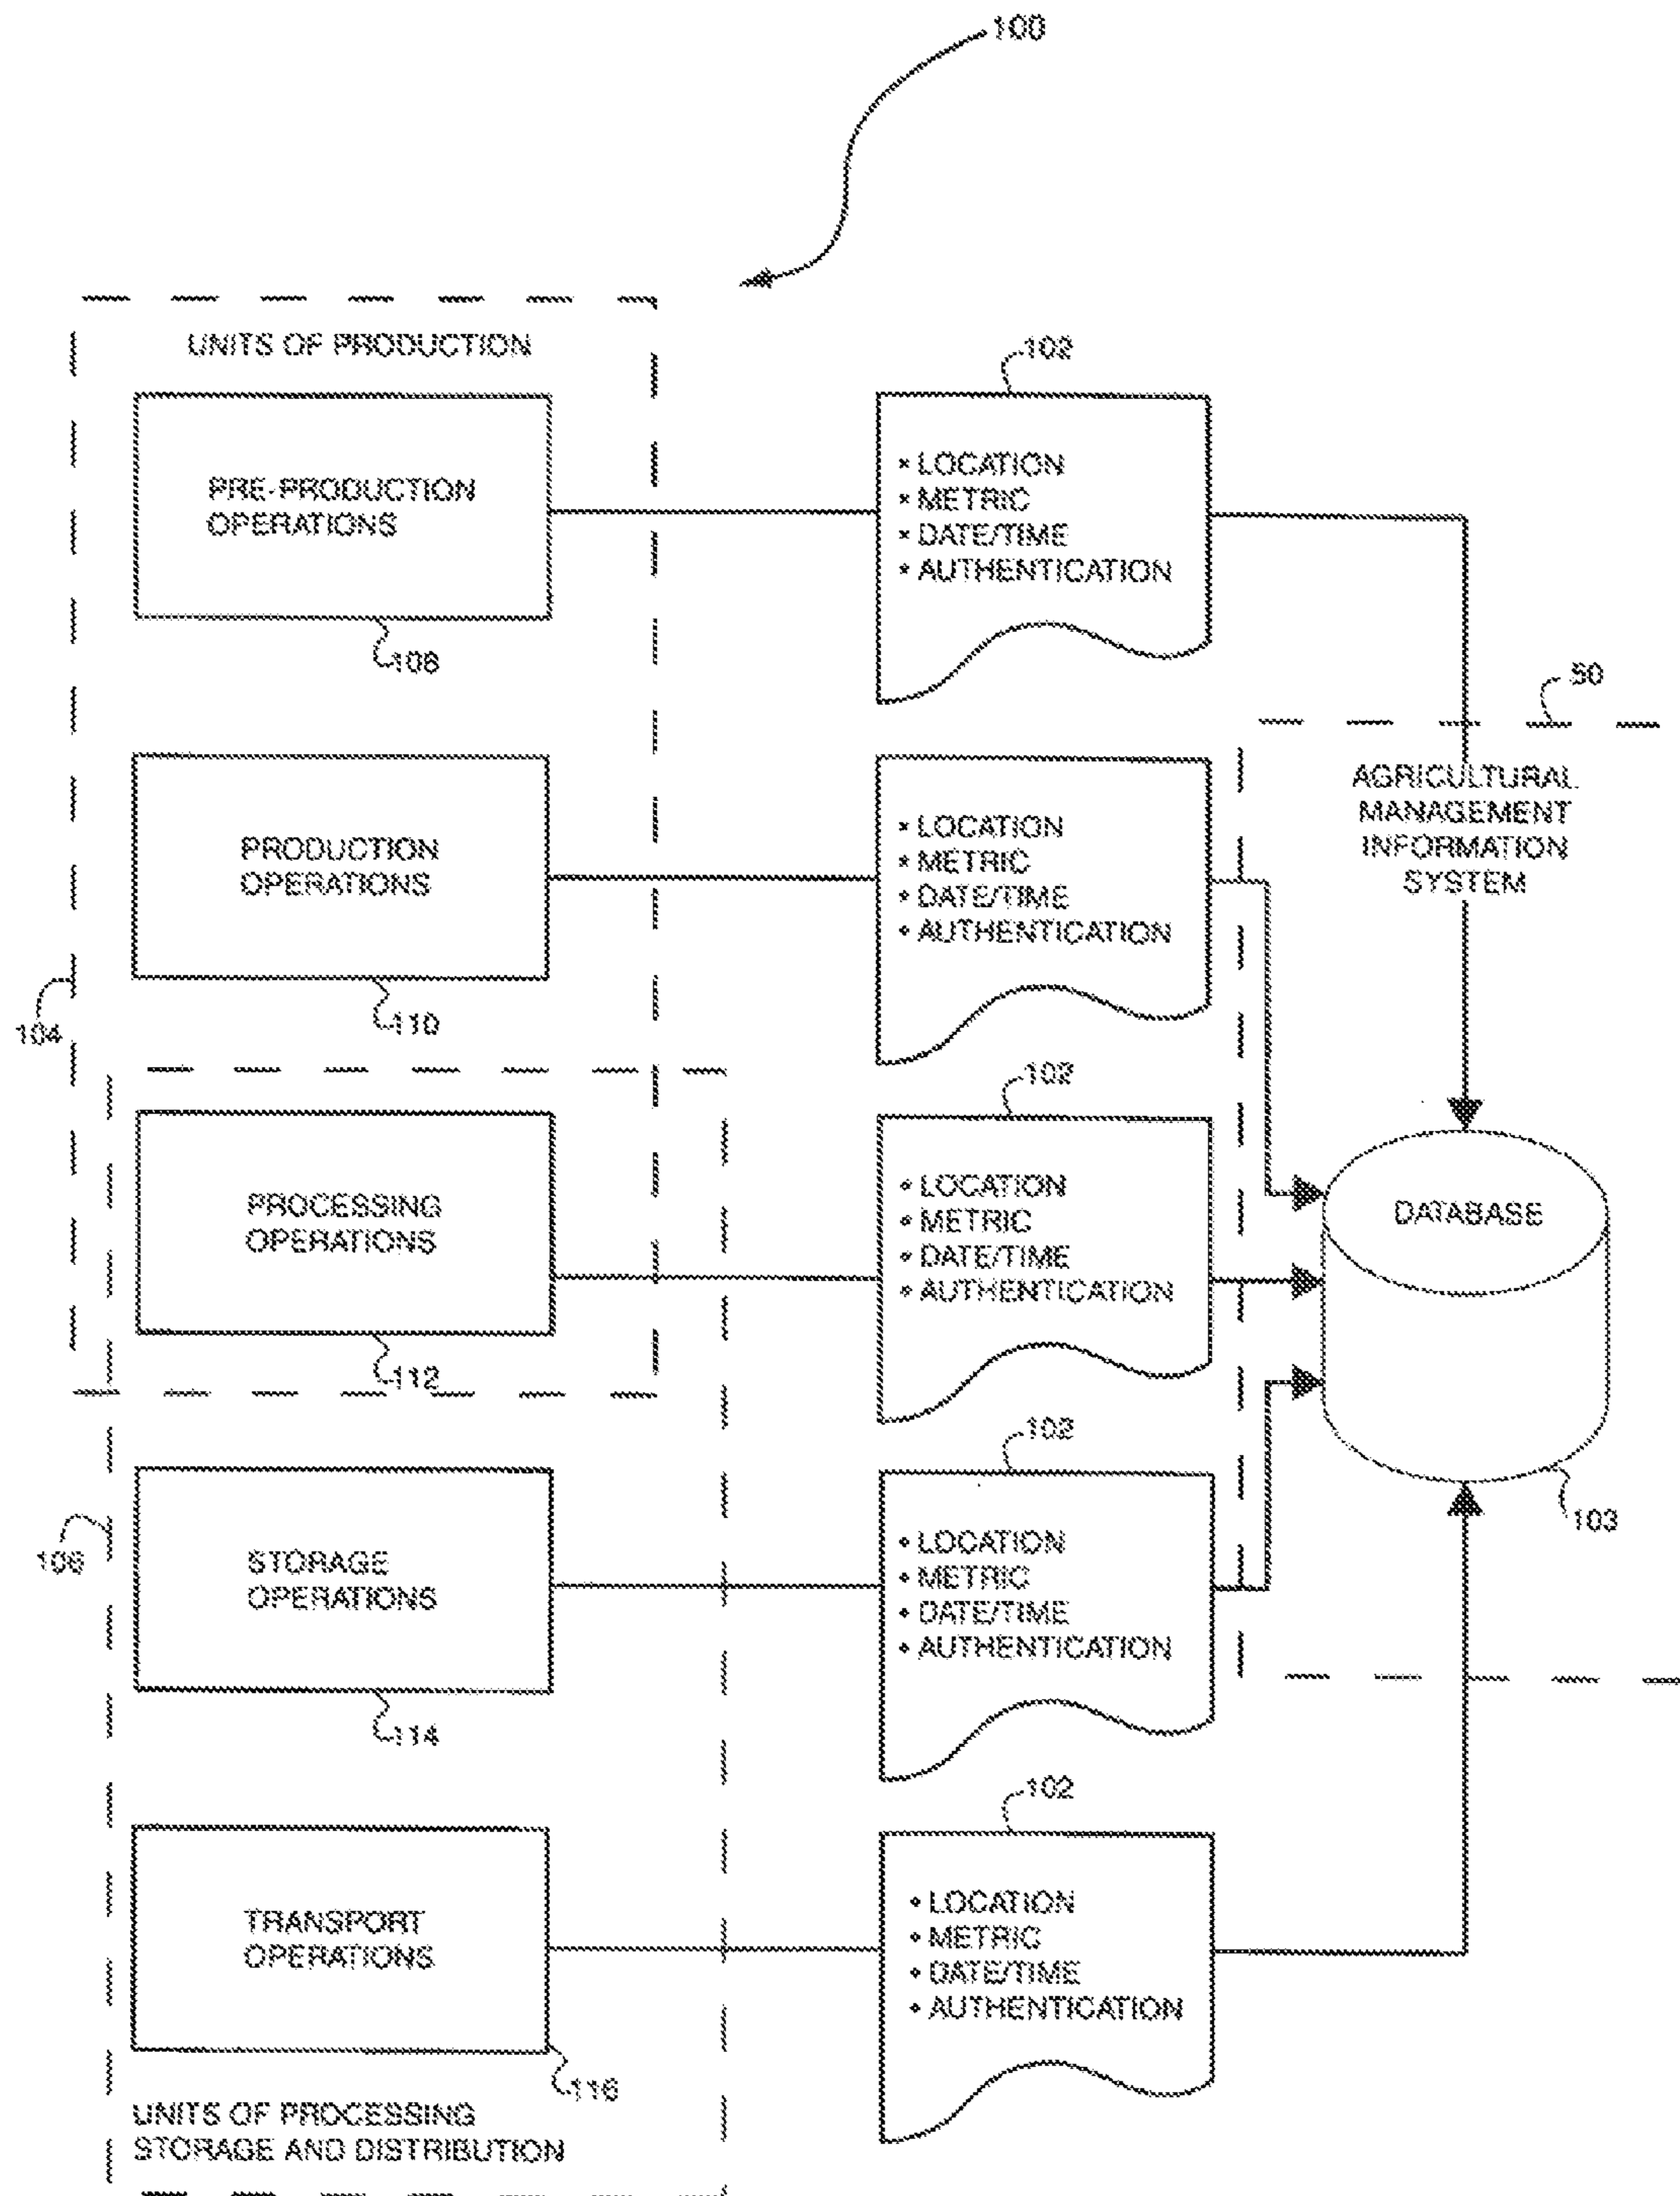 100
UNITS OF PRODUCTION
102
PRE-PRODUCTION
OPERATIONS
• LOCATION
• METRIC
• DATE/TIME
• AUTHENTICATION
108
50
AGRICULTURAL
MANAGEMENT
INFORMATION
SYSTEM
PRODUCTION
OPERATIONS
• LOCATION
• METRIC
• DATE/TIME
• AUTHENTICATION
104
110
102
PROCESSING
OPERATIONS
• LOCATION
• METRIC
• DATE/TIME
• AUTHENTICATION
DATABASE
112
102
103
106
STORAGE
OPERATIONS
• LOCATION
• METRIC
• DATE/TIME
• AUTHENTICATION
114
102
TRANSPORT
OPERATIONS
• LOCATION
• METRIC
• DATE/TIME
• AUTHENTICATION
116
UNITS OF PROCESSING
STORAGE AND DISTRIBUTION